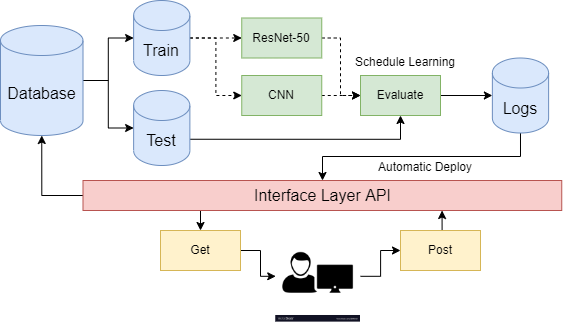 Database
Train
Test
ResNet-50
CNN
Schedule Learning
Evaluate
Logs
Automatic Deploy
Interface Layer API
Get
Post